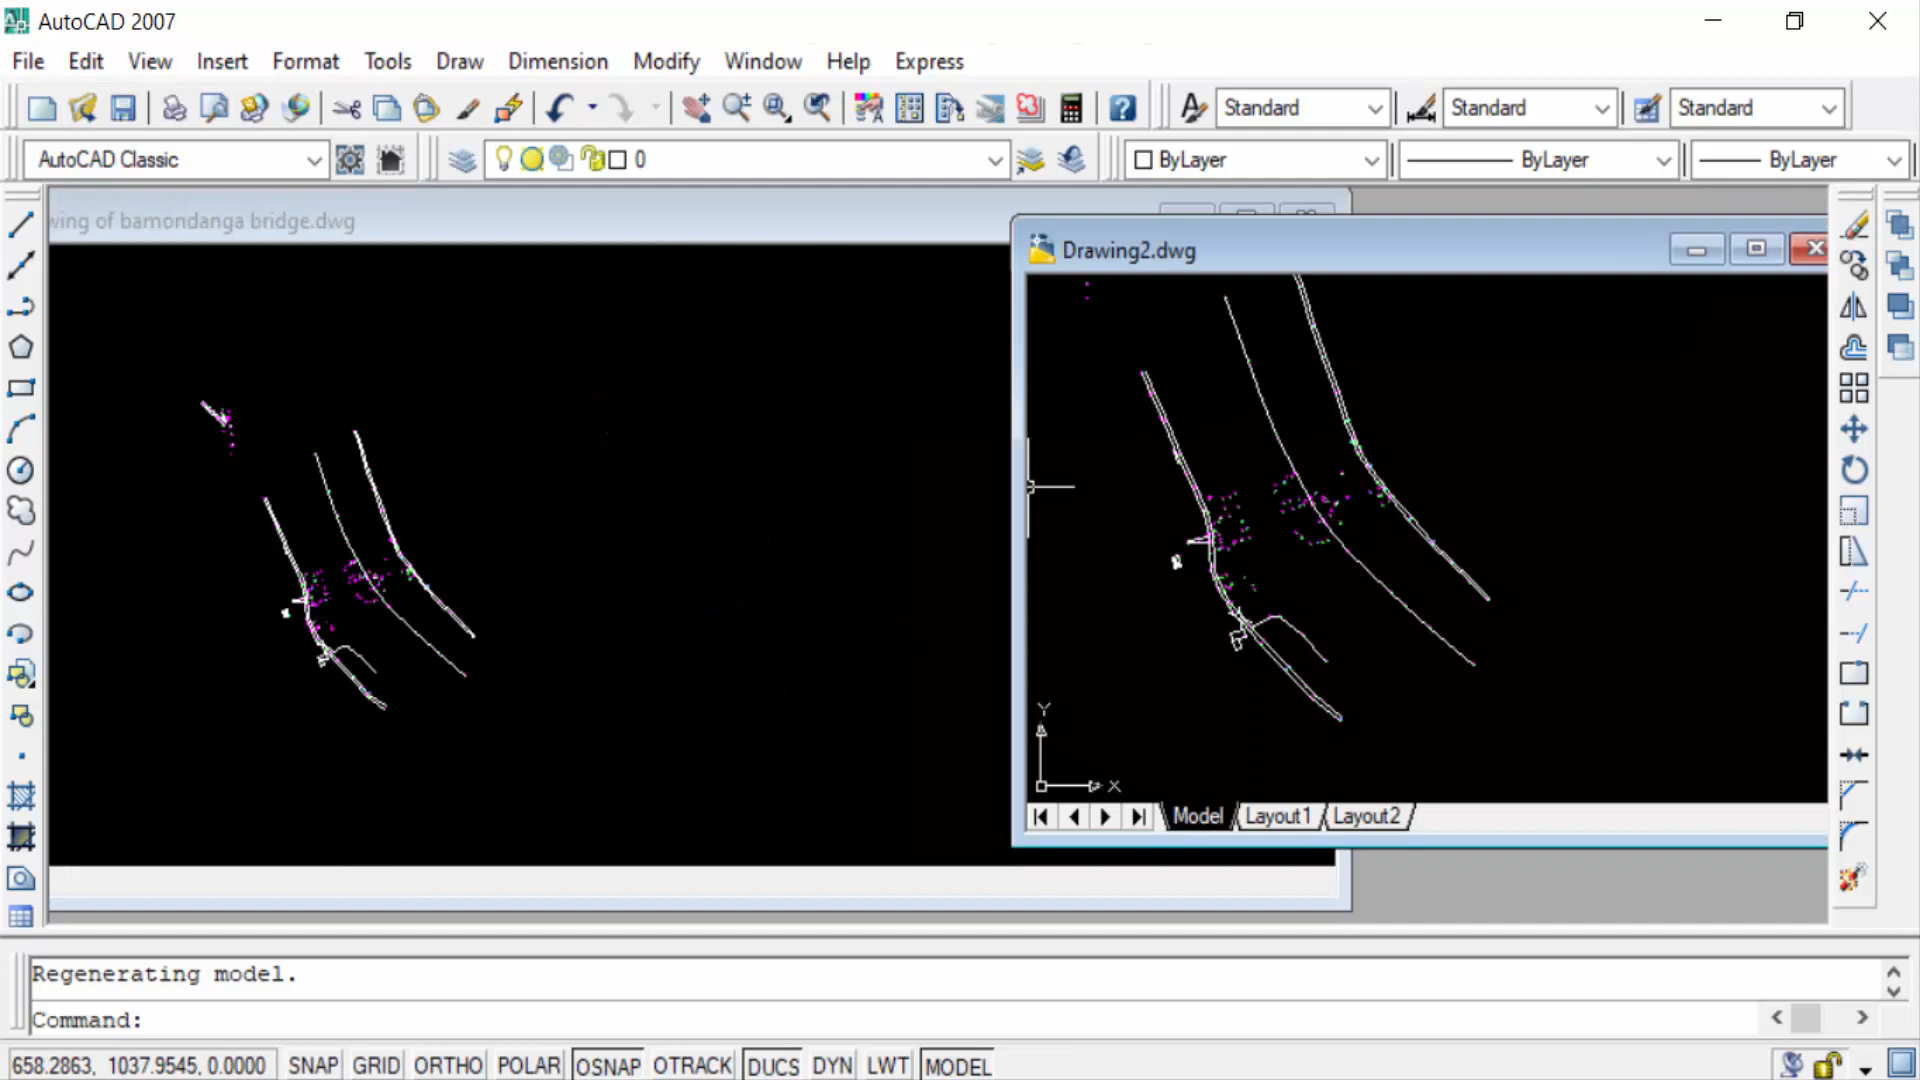 AutoCAD 2007
File Edit View Insert Format Tools Draw Dimension Modify Window Help Express
Standard Standard Standard
AutoCAD Classic 0 ByLayer ByLayer ByLayer
wing of bamondanga bridge.dwg
Drawing2.dwg
Y
X
Model Layout1 Layout2
Regenerating model.
Command:
658.2863, 1037.9545, 0.0000 SNAP GRID ORTHO POLAR OSNAP OTRACK DUCS DYN LWT MODEL